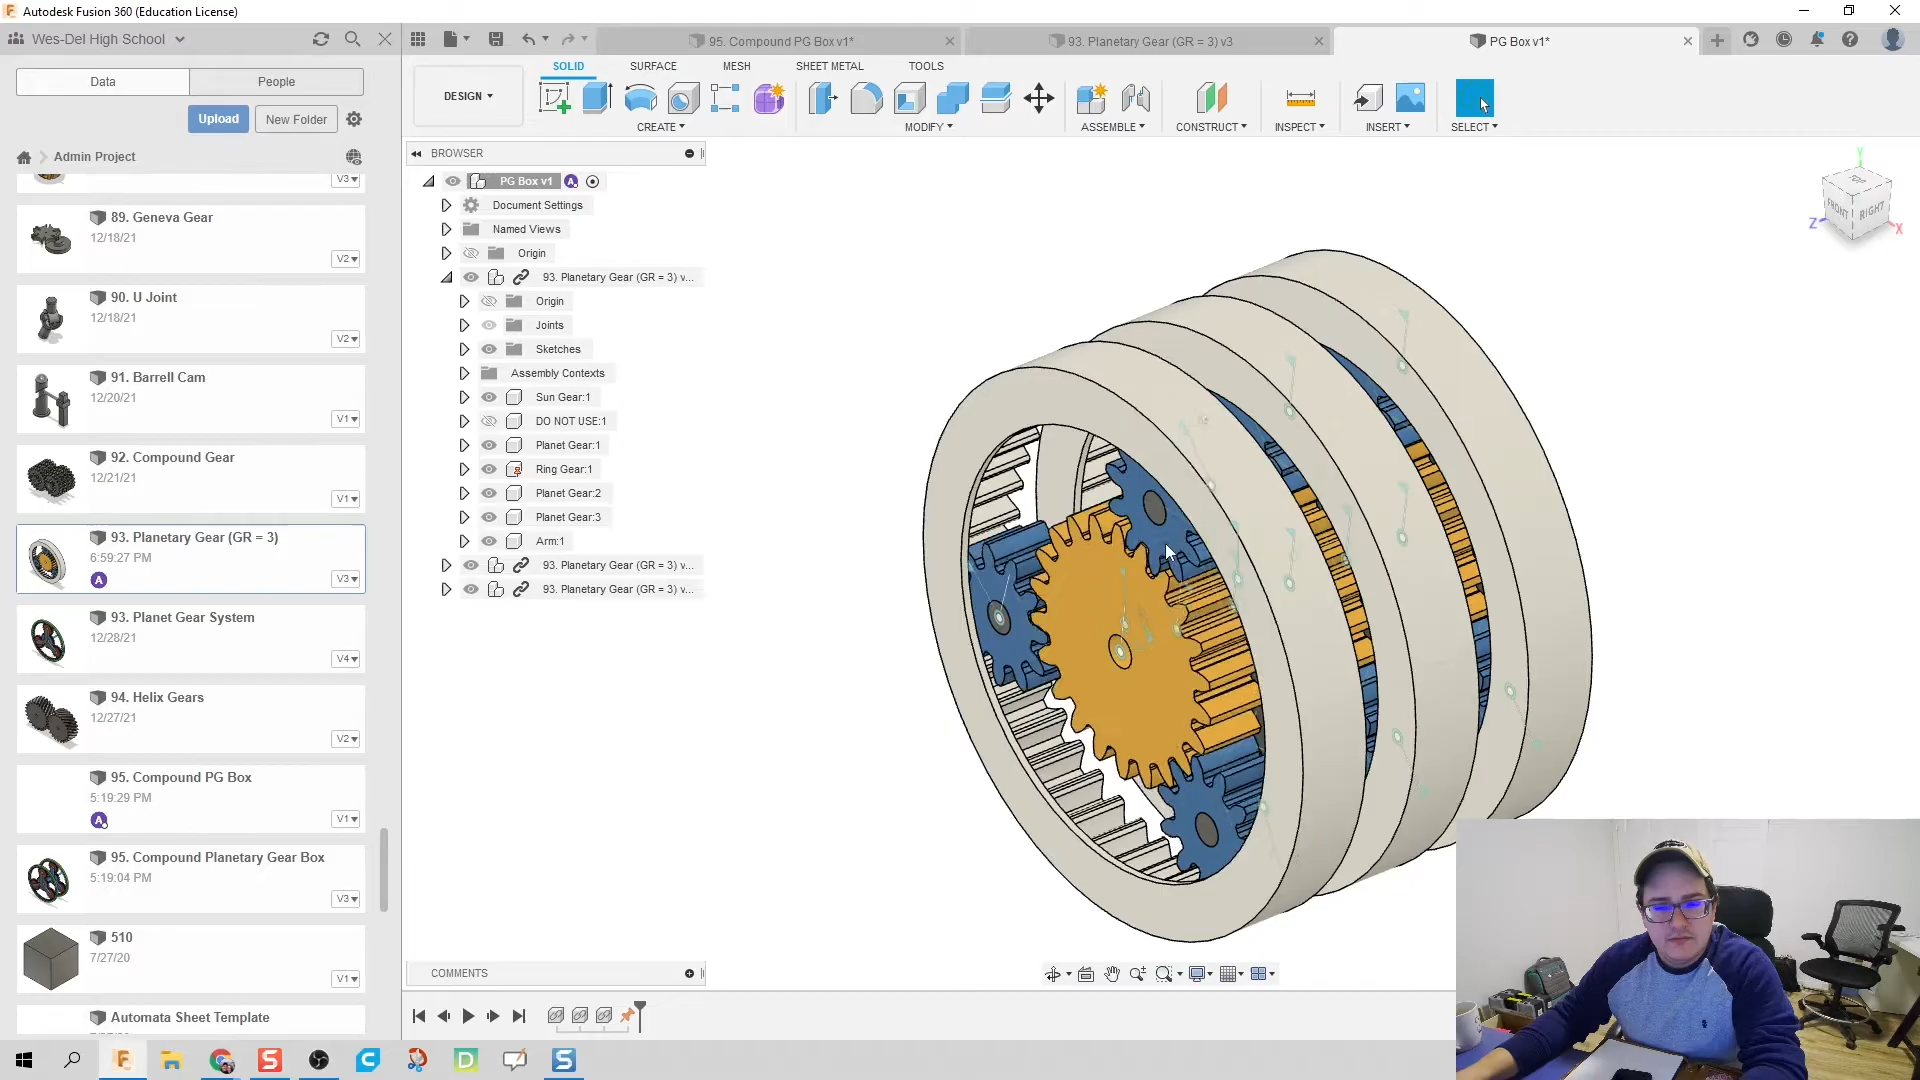 Autodesk Fusion 360 (Education License)
Wes-Del High School
95. Compound PG Box v1*
93. Planetary Gear (GR = 3) v3
PG Box v1*
Data
People
Upload
New Folder
Admin Project
V3
89. Geneva Gear
12/18/21
V2
90. U Joint
12/18/21
V2
91. Barrell Cam
12/20/21
V1
92. Compound Gear
12/21/21
V1
93. Planetary Gear (GR = 3)
6:59:27 PM
A
V3
93. Planet Gear System
12/28/21
V4
94. Helix Gears
12/27/21
V2
95. Compound PG Box
5:19:29 PM
A
V1
95. Compound Planetary Gear Box
5:19:04 PM
V3
510
7/27/20
V1
Automata Sheet Template
DESIGN
SOLID
SURFACE
MESH
SHEET METAL
TOOLS
CREATE
MODIFY
ASSEMBLE
CONSTRUCT
INSPECT
INSERT
SELECT
BROWSER
PG Box v1
A
Document Settings
Named Views
Origin
93. Planetary Gear (GR = 3) v...
Origin
Joints
Sketches
Assembly Contexts
Sun Gear:1
DO NOT USE:1
Planet Gear:1
Ring Gear:1
Planet Gear:2
Planet Gear:3
Arm:1
93. Planetary Gear (GR = 3) v...
93. Planetary Gear (GR = 3) v...
Y
TOP
FRONT
RIGHT
Z
X
COMMENTS